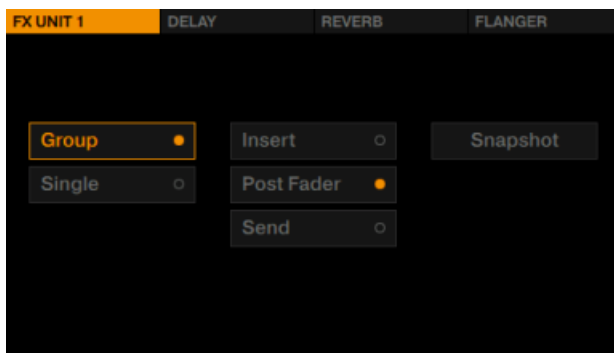 FX UNIT 1 DELAY REVERB FLANGER
Group Insert Snapshot
Single Post Fader
Send